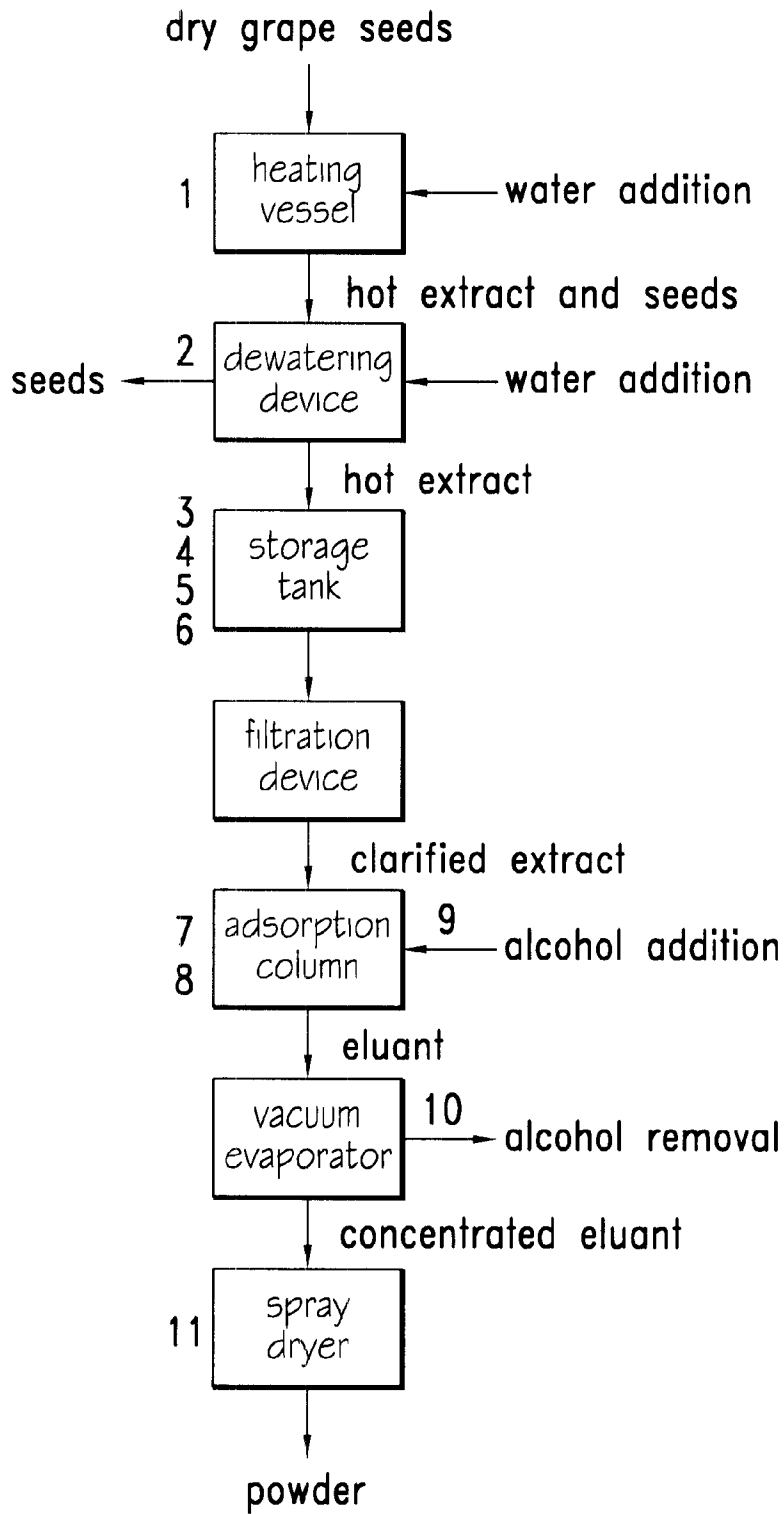 dry grape seeds
1
heating
vessel
water addition
hot extract and seeds
seeds
2
dewatering
device
water addition
hot extract
3
4
5
6
storage
tank
filtration
device
clarified extract
7
8
adsorption
column
9
alcohol addition
eluant
vacuum
evaporator
10
alcohol removal
concentrated eluant
11
spray
dryer
powder